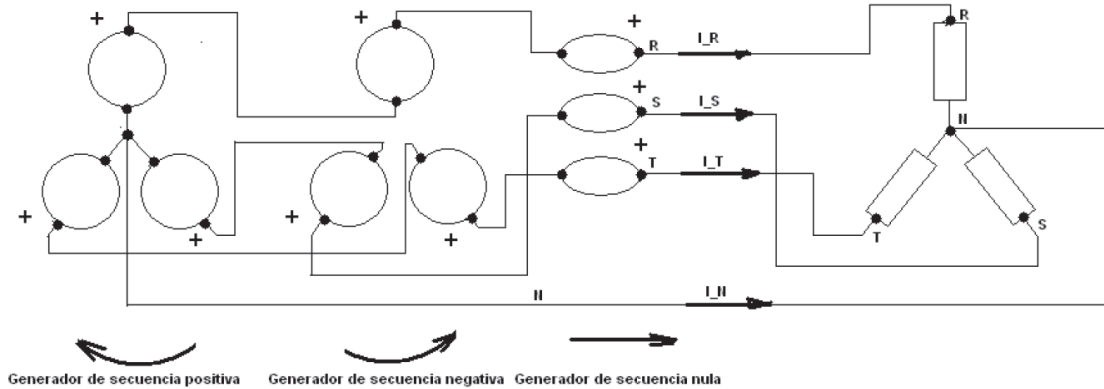 + + +
R I_R R
+
S I_S N
+
T I_T
+ + + +
T S
N I_N
Generador de secuencia positiva Generador de secuencia negativa Generador de secuencia nula